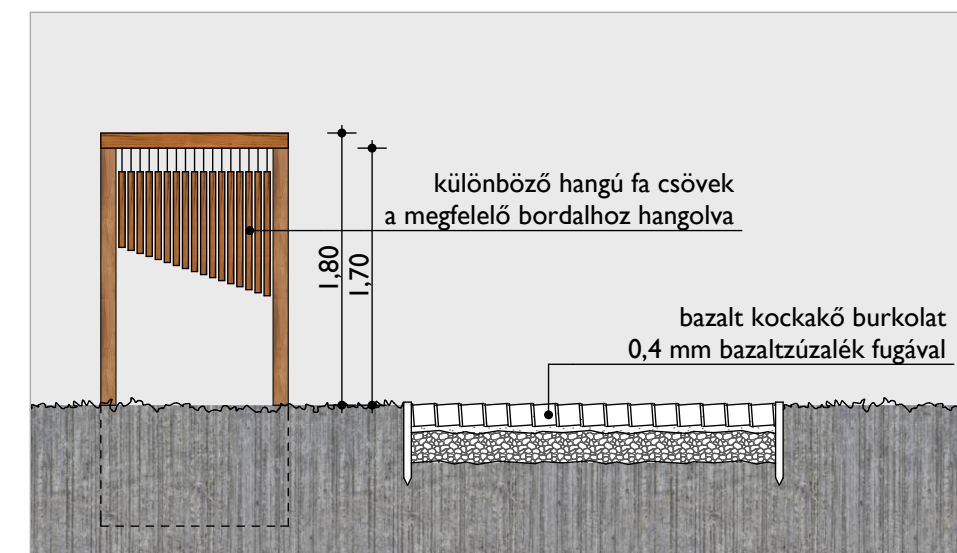 különböző hangú fa csövek
a megfelelő bordalhoz hangolva
1,80
1,70
bazalt kockakő burkolat
0,4 mm bazaltzúzalék fugával